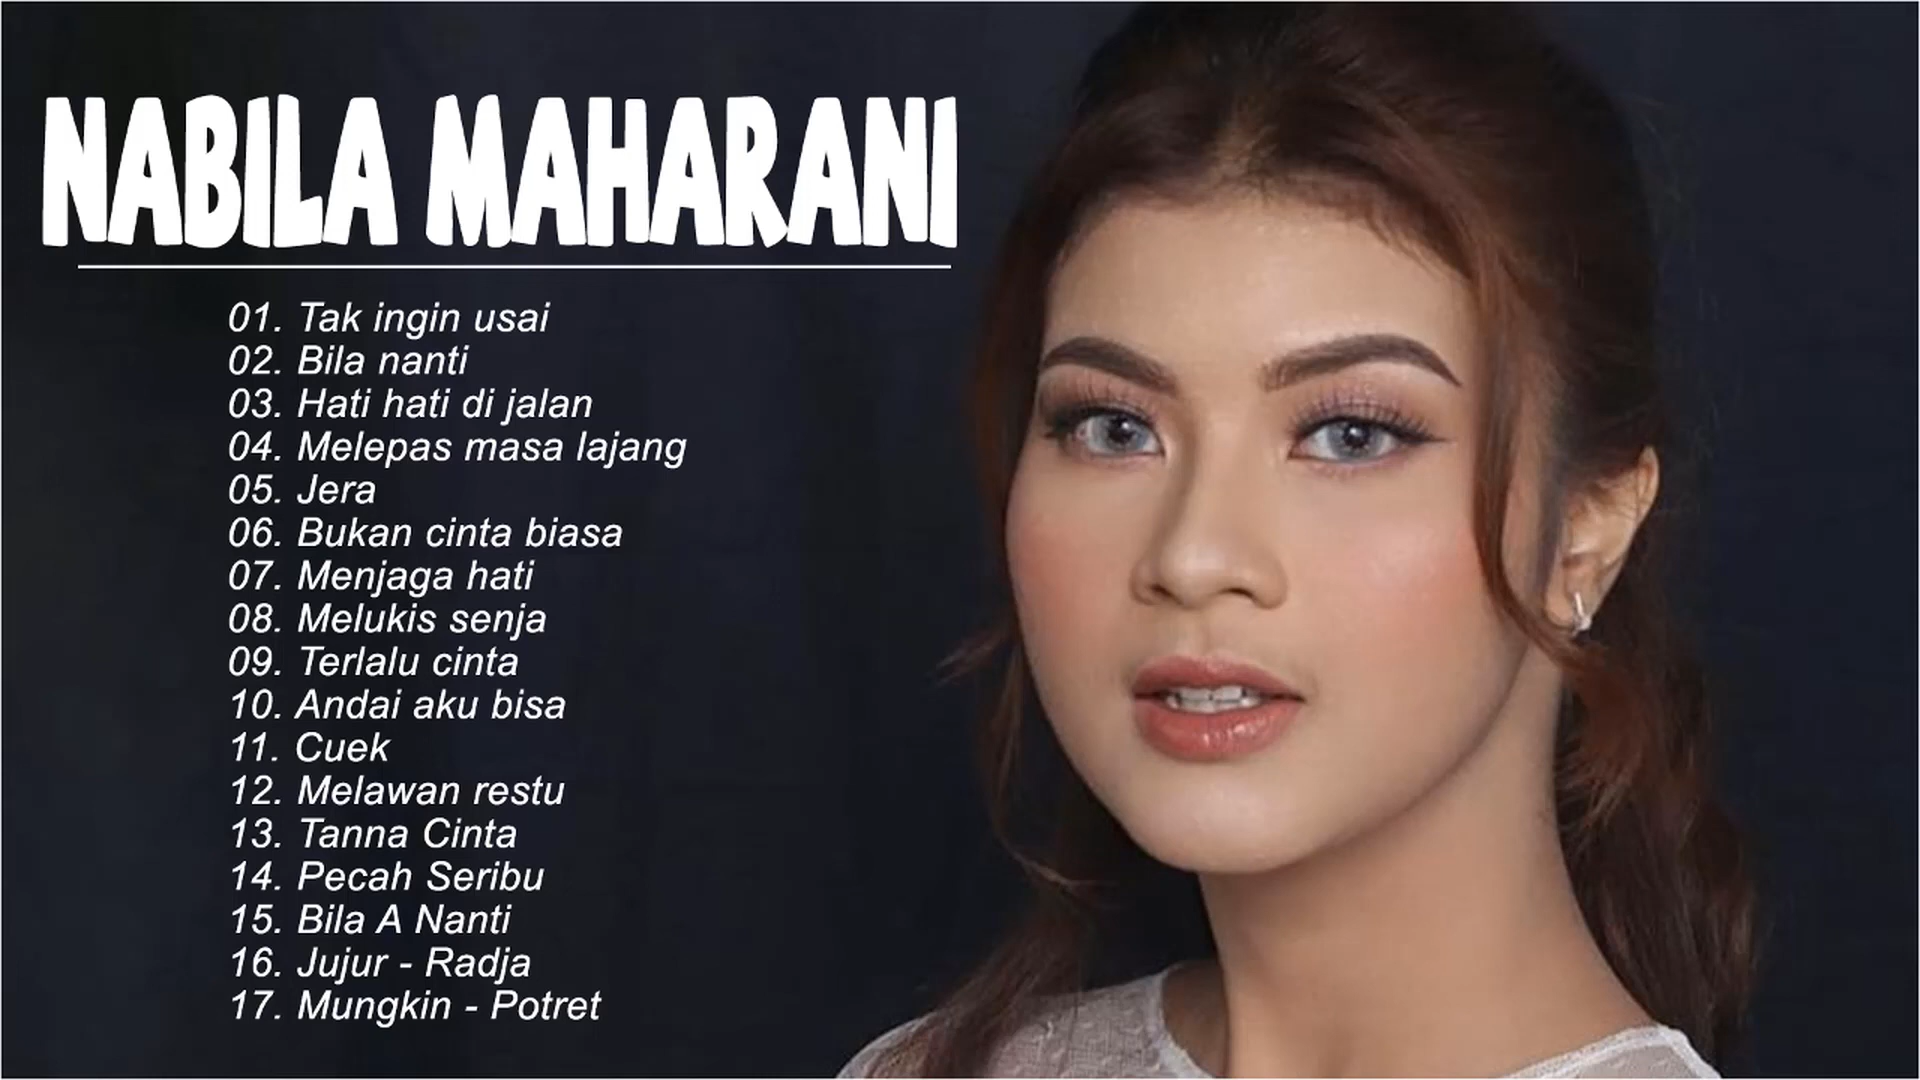 NABILA MAHARANI
01. Tak ingin usai
02. Bila nanti
03. Hati hati di jalan
04. Melepas masa lajang
05. Jera
06. Bukan cinta biasa
07. Menjaga hati
08. Melukis senja
09. Terlalu cinta
10. Andai aku bisa
11. Cuek
12. Melawan restu
13. Tanna Cinta
14. Pecah Seribu
15. Bila A Nanti
16. Jujur - Radja
17. Mungkin - Potret